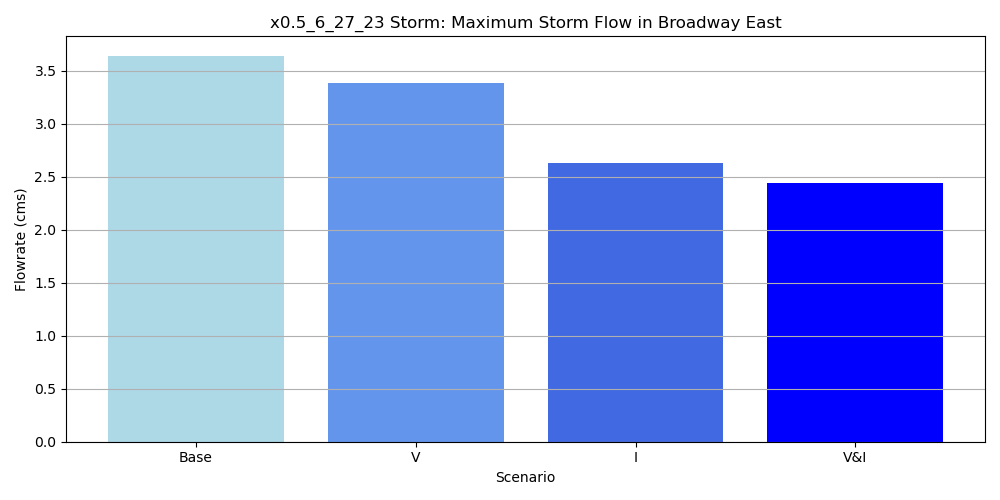 x0.5_6_27_23 Storm: Maximum Storm Flow in Broadway East
Flowrate (cms)
3.5
3.0
2.5
2.0
1.5
1.0
0.5
0.0
Base V I V&I
Scenario